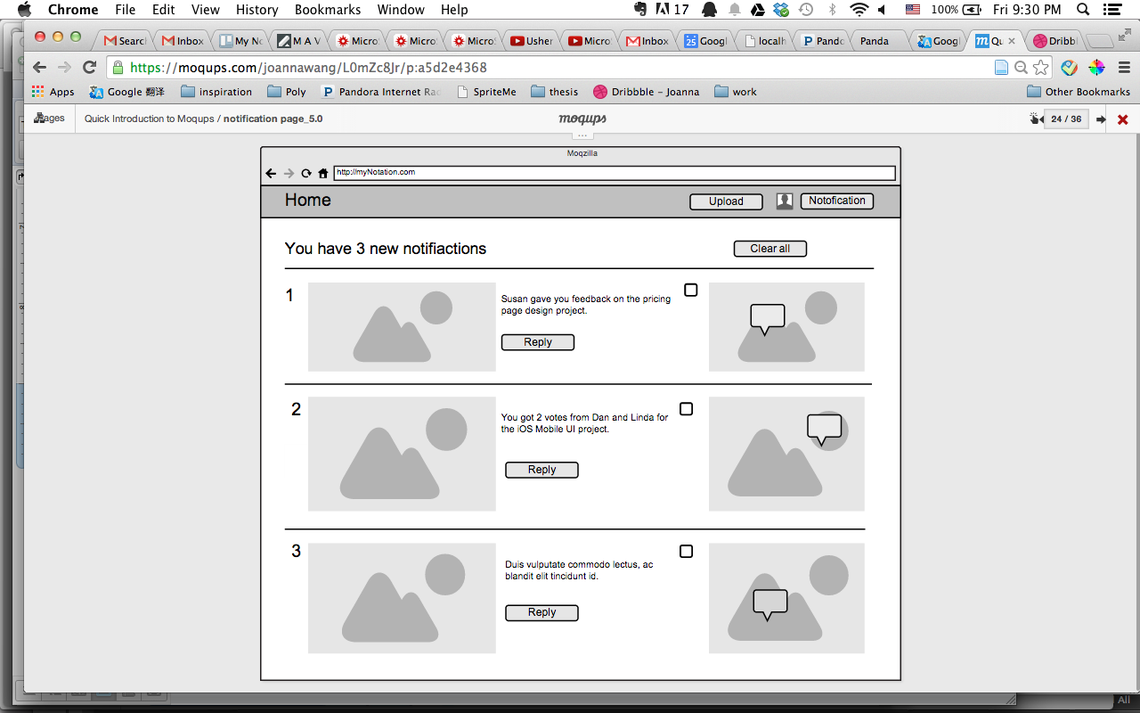 Chrome File Edit View History Bookmarks Window Help 17 100% Fri 9:30 PM
Searc Inbox My No M A V Micro Micro Micro Usher Micro Inbox 25 Googl localh P Pando Panda Googl Qu Dribb
https://moqups.com/joannawang/L0mZc8Jr/p:a5d2e4368
Apps Google 翻译 inspiration Poly Pandora Internet Rad SpriteMe thesis Dribbble - Joanna work Other Bookmarks
Pages Quick Introduction to Moqups / notification page_5.0 moqups 24 / 36
Moqzilla
http://myNotation.com
Home Upload Notofication
You have 3 new notifiactions Clear all
1
Susan gave you feedback on the pricing
page design project.
Reply
2
You got 2 votes from Dan and Linda for
the iOS Mobile UI project.
Reply
3
Duis vulputate commodo lectus, ac
blandit elit tincidunt id.
Reply
All